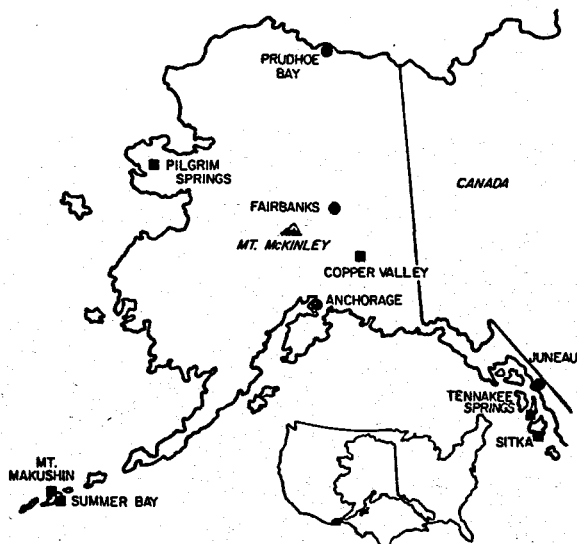 PRUDHOE
BAY
PILGRIM
SPRINGS
CANADA
FAIRBANKS
MT. McKINLEY
COPPER VALLEY
ANCHORAGE
JUNEAU
TENNAKEE
SPRINGS
SITKA
MT.
MAKUSHIN
SUMMER BAY